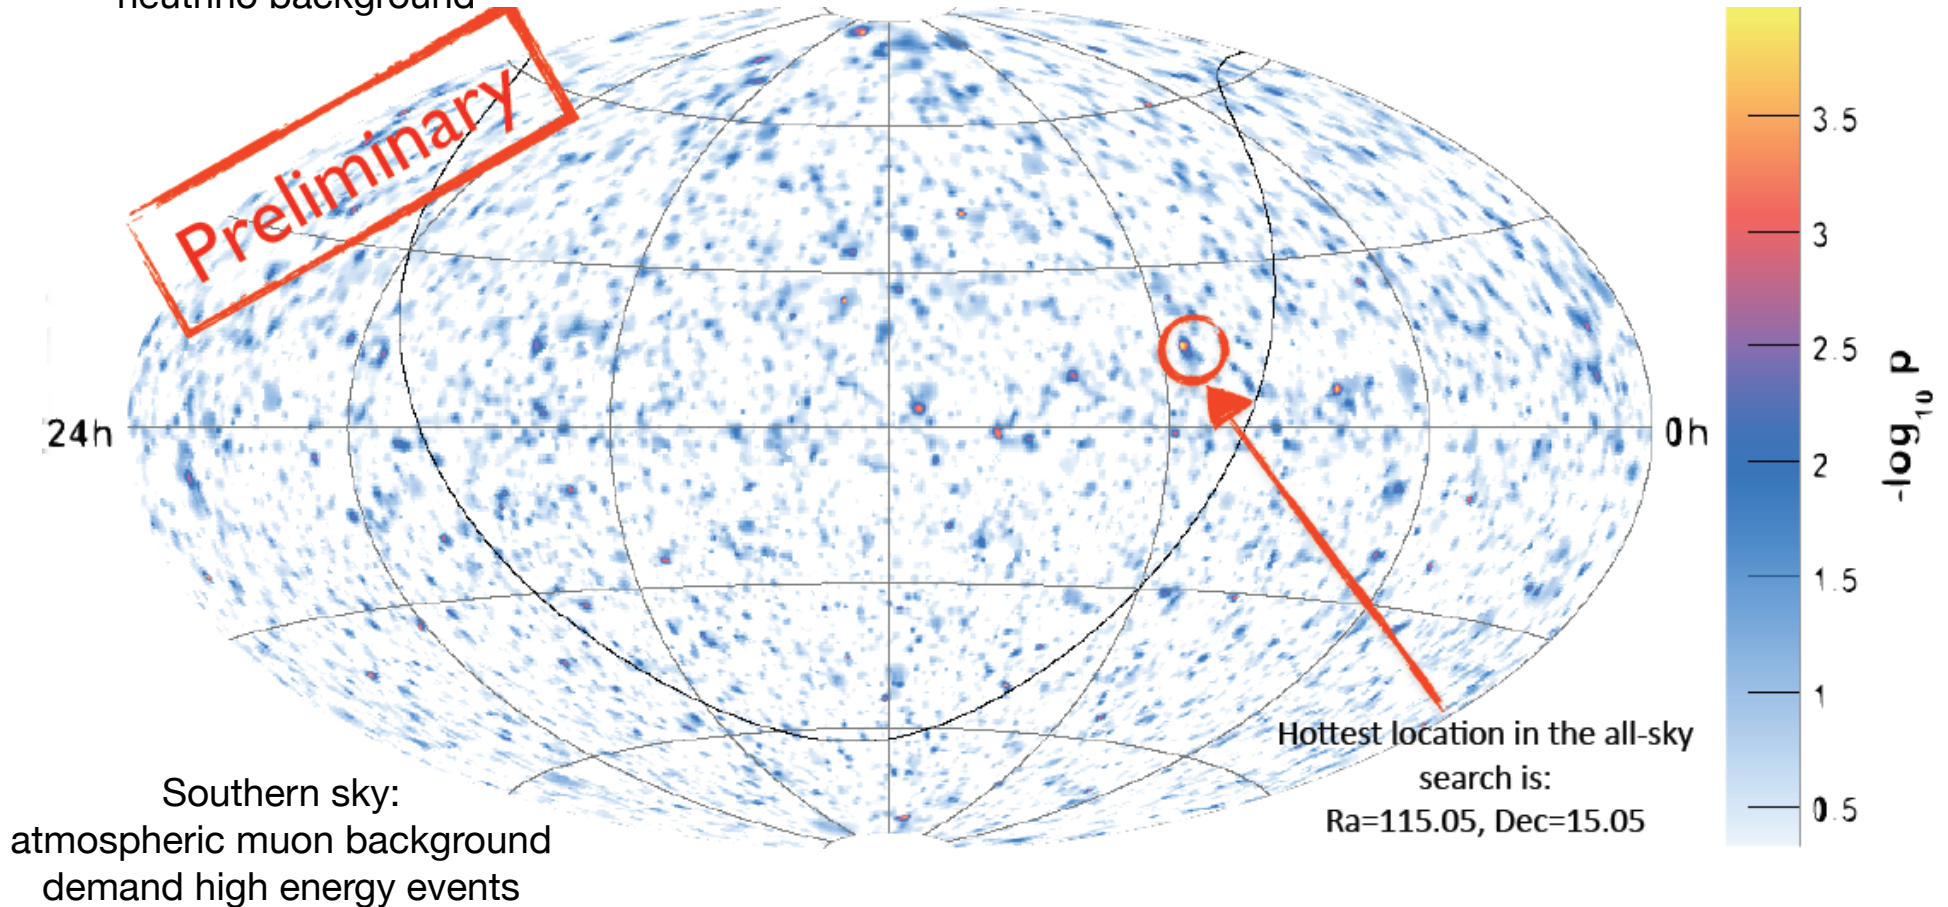 neutrino background
Preliminary
24h
0h
3.5
3
2.5
2
1.5
1
0.5
-log10 p
Hottest location in the all-sky
search is:
Ra=115.05, Dec=15.05
Southern sky:
atmospheric muon background
demand high energy events